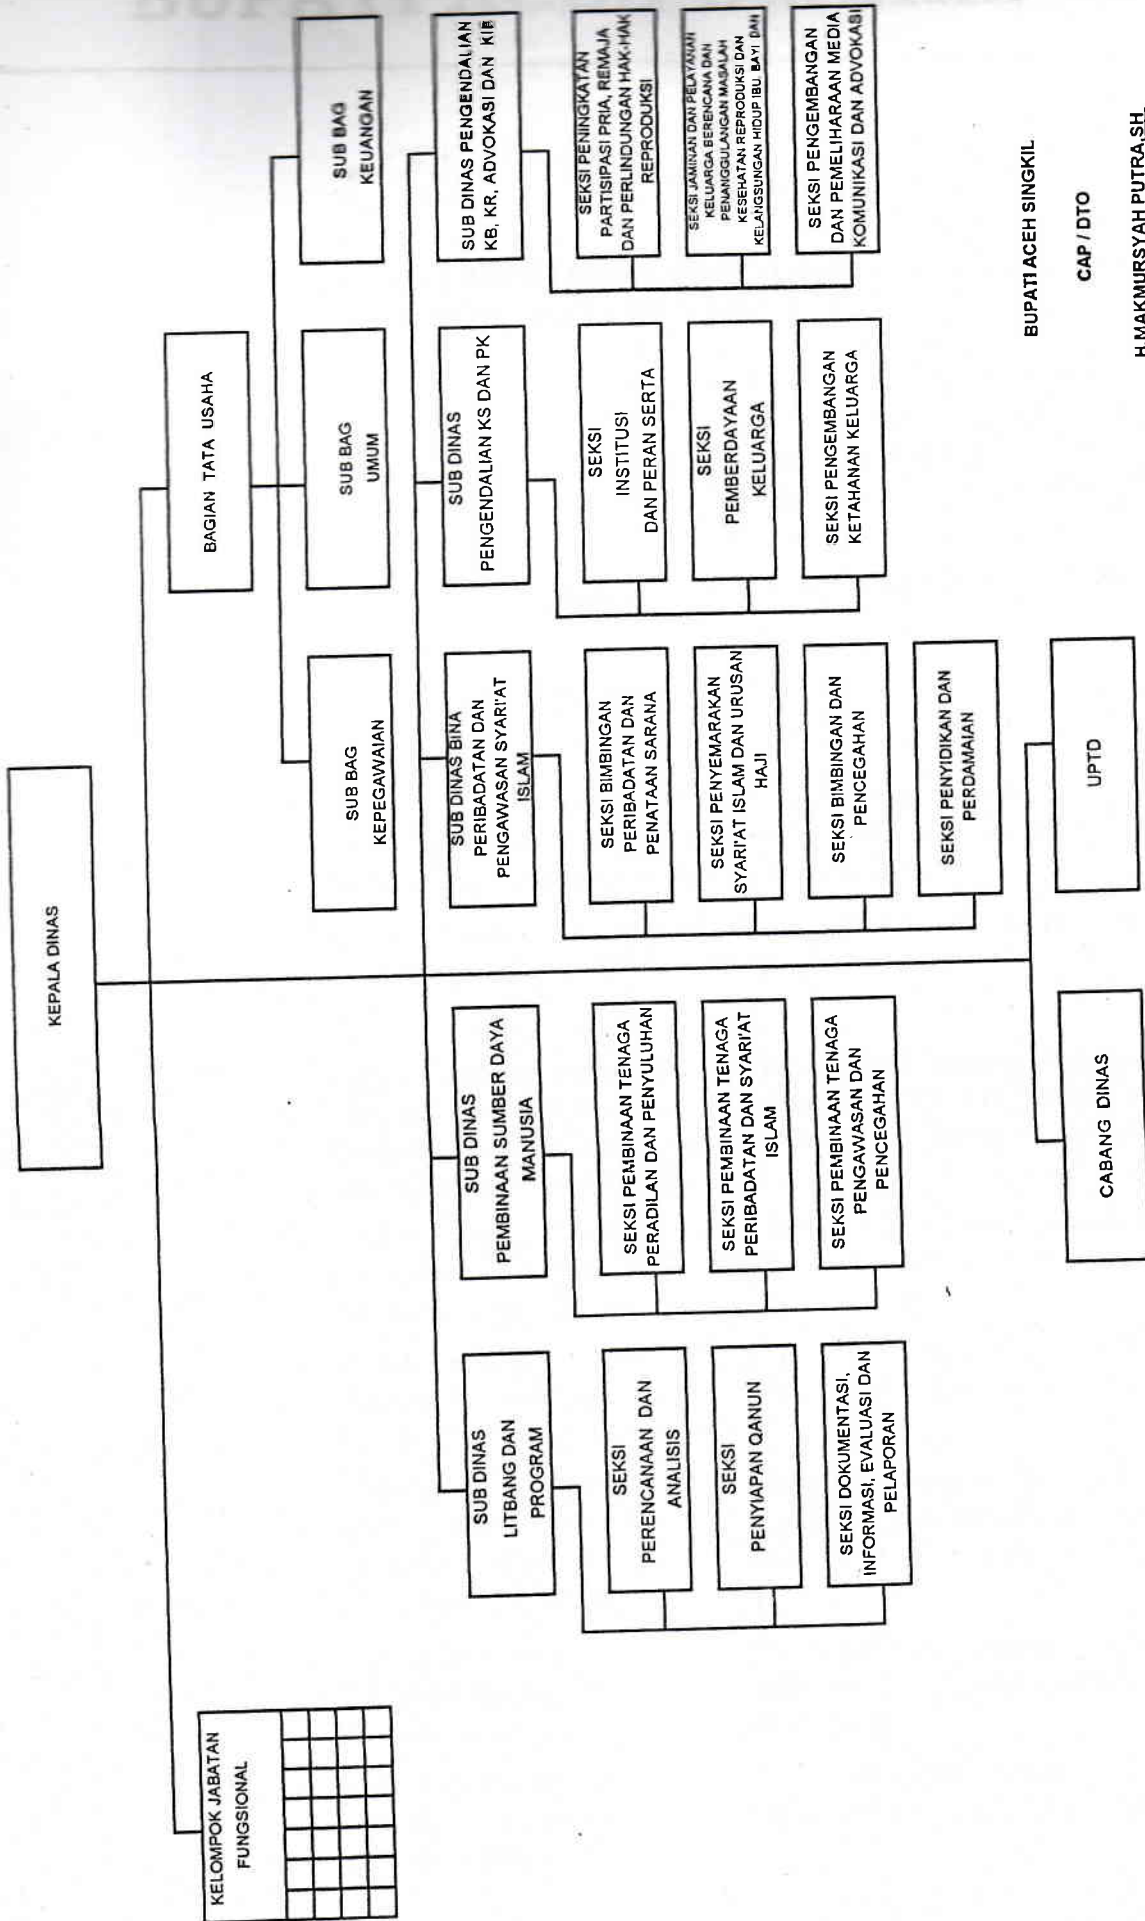 KEPALA DINAS
KELOMPOK JABATAN
FUNGSIONAL
BAGIAN TATA USAHA
SUB BAG
KEPEGAWAIAN
SUB BAG
UMUM
SUB BAG
KEUANGAN
SUB DINAS
LITBANG DAN
PROGRAM
SEKSI
PERENCANAAN DAN
ANALISIS
SEKSI
PENYIAPAN QANUN
SEKSI DOKUMENTASI,
INFORMASI, EVALUASI DAN
PELAPORAN
SUB DINAS
PEMBINAAN SUMBER DAYA
MANUSIA
SEKSI PEMBINAAN TENAGA
PERADILAN DAN PENYULUHAN
SEKSI PEMBINAAN TENAGA
PERIBADATAN DAN SYARI'AT
ISLAM
SEKSI PEMBINAAN TENAGA
PENGAWASAN DAN
PENCEGAHAN
SUB DINAS BINA
PERIBADATAN DAN
PENGAWASAN SYARI'AT
ISLAM
SEKSI BIMBINGAN
PERIBADATAN DAN
PENATAAN SARANA
SEKSI PENYEMARAKAN
SYARI'AT ISLAM DAN URUSAN
HAJI
SEKSI BIMBINGAN DAN
PENCEGAHAN
SEKSI PENYIDIKAN DAN
PERDAMAIAN
SUB DINAS
PENGENDALIAN KS DAN PK
SEKSI
INSTITUSI
DAN PERAN SERTA
SEKSI
PEMBERDAYAAN
KELUARGA
SEKSI PENGEMBANGAN
KETAHANAN KELUARGA
SUB DINAS PENGENDALIAN
KB, KR, ADVOKASI DAN KIE
SEKSI PENINGKATAN
PARTISIPASI PRIA, REMAJA
DAN PERLINDUNGAN HAK-HAK
REPRODUKSI
SEKSI JAMINAN DAN PELAYANAN
KELUARGA BERENCANA DAN
PENANGGULANGAN MASALAH
KESEHATAN REPRODUKSI DAN
KELANGSUNGAN HIDUP IBU, BAYI DAN
SEKSI PENGEMBANGAN
DAN PEMELIHARAAN MEDIA
KOMUNIKASI DAN ADVOKASI
CABANG DINAS
UPTD
BUPATI ACEH SINGKIL
CAP / DTO
H.MAKMURSYAH PUTRA,SH